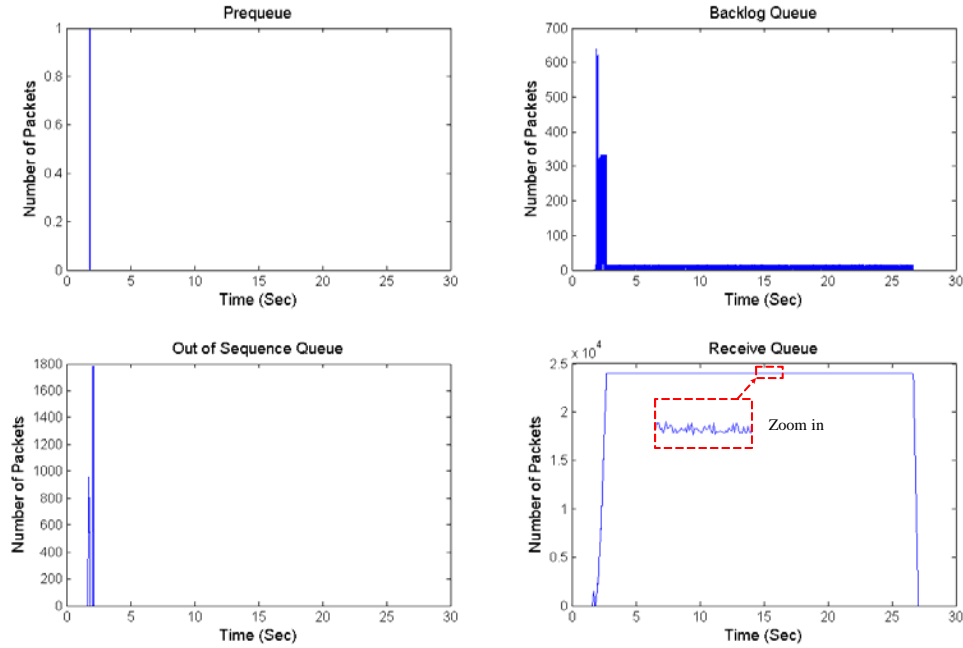 Prequeue
Number of Packets
1
0.8
0.6
0.4
0.2
0
0 5 10 15 20 25 30
Time (Sec)
Backlog Queue
Number of Packets
700
600
500
400
300
200
100
0
0 5 10 15 20 25 30
Time (Sec)
Out of Sequence Queue
Number of Packets
1800
1600
1400
1200
1000
800
600
400
200
0
0 5 10 15 20 25 30
Time (Sec)
Receive Queue
x 10^4
Number of Packets
2.5
2
1.5
1
0.5
0
Zoom in
0 5 10 15 20 25 30
Time (Sec)